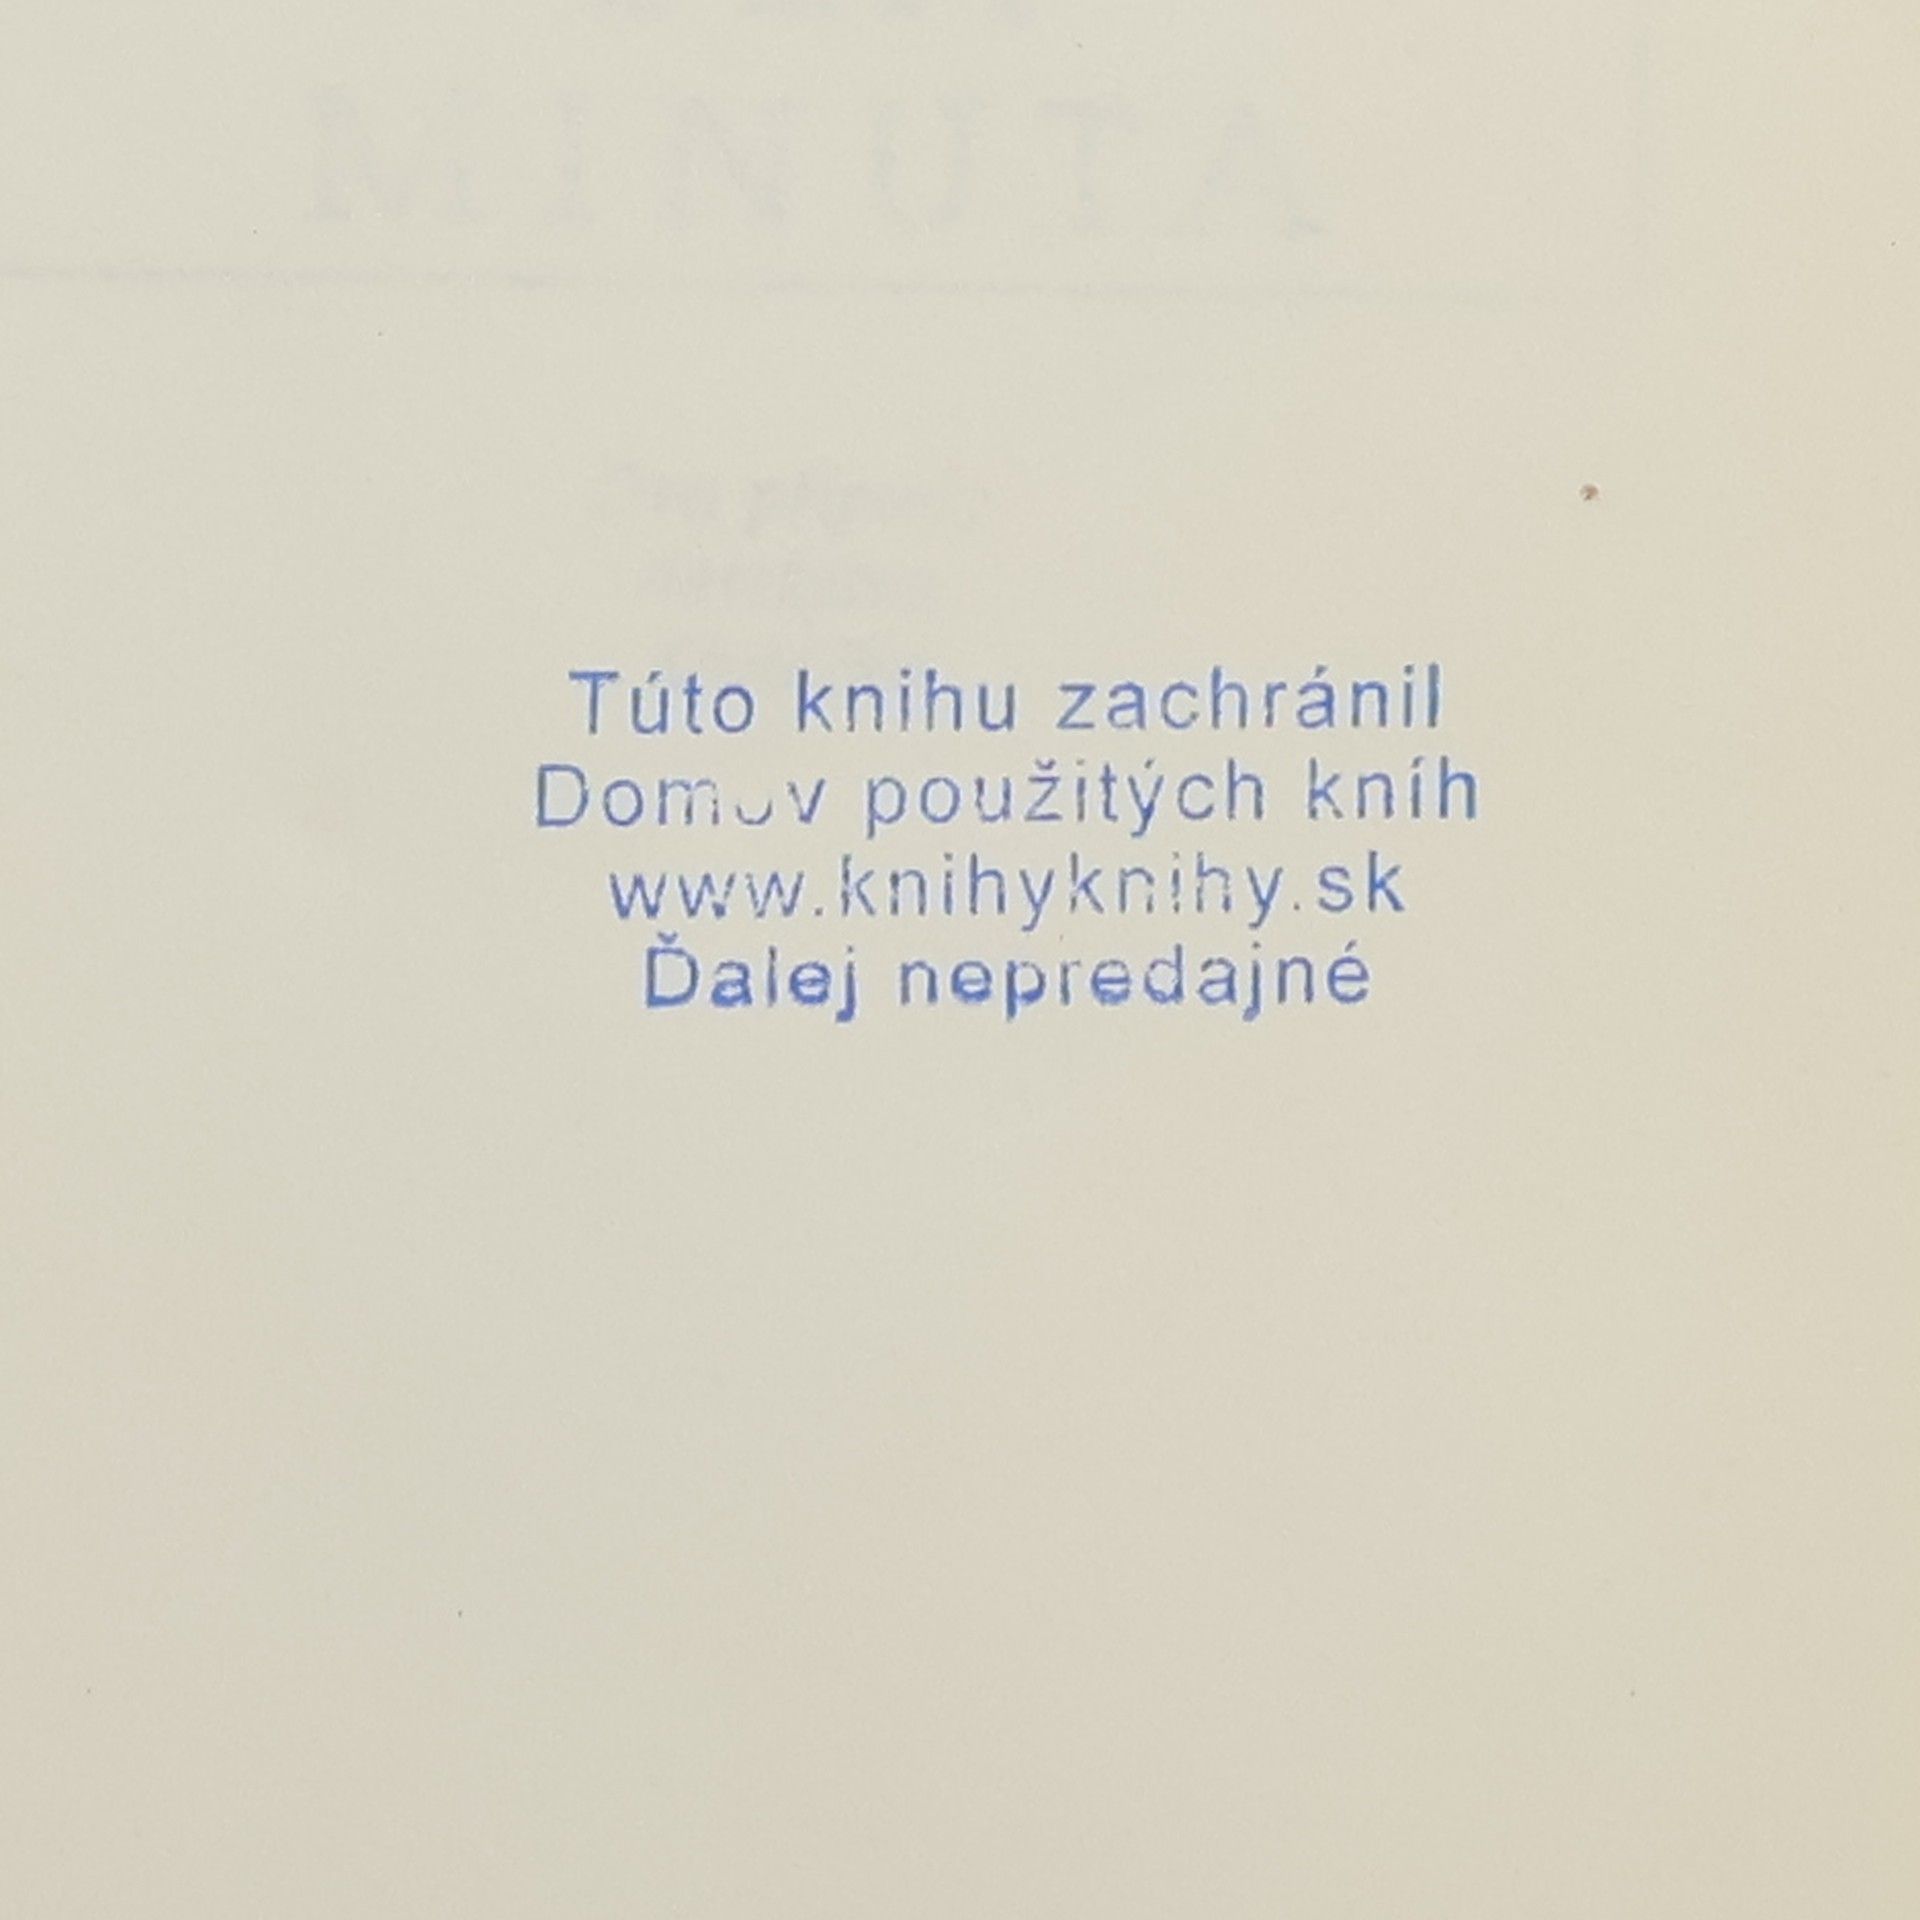 Túto knihu zachránil
Domov použitých kníh
www.knihyknihy.sk
Ďalej nepredajné